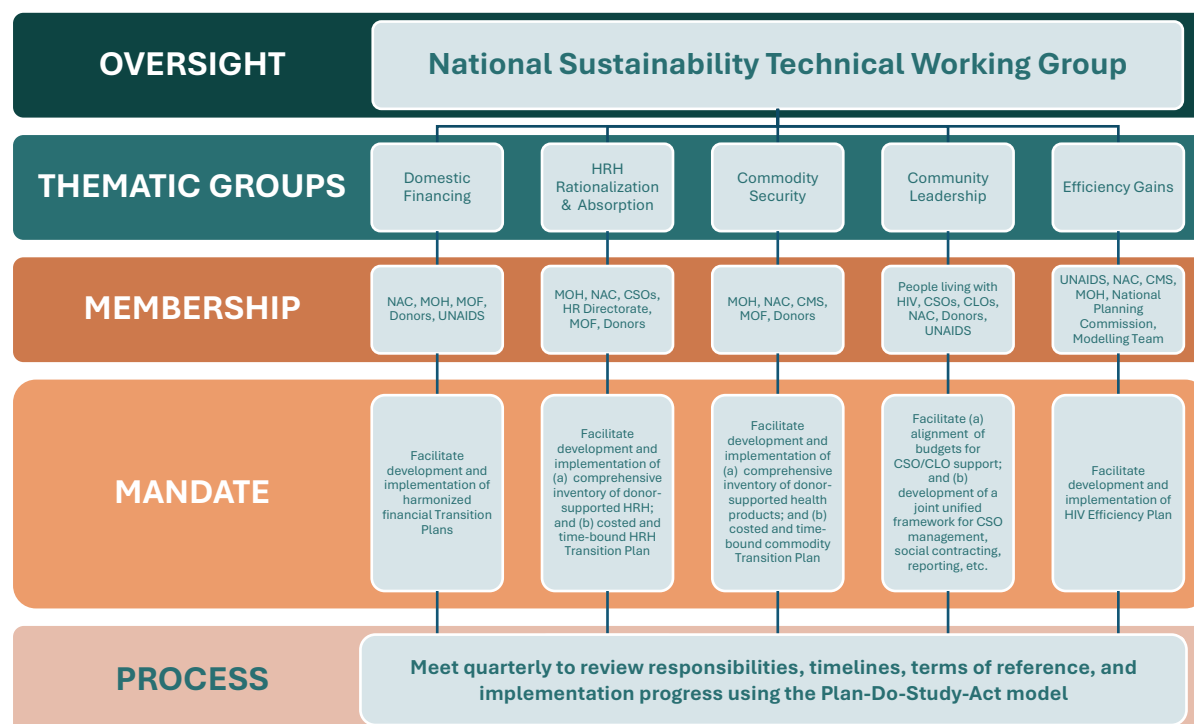 OVERSIGHT
National Sustainability Technical Working Group
THEMATIC GROUPS
Domestic
Financing
HRH
Rationalization
& Absorption
Commodity
Security
Community
Leadership
Efficiency Gains
MEMBERSHIP
NAC, MOH, MOF,
Donors, UNAIDS
MOH, NAC, CSOs,
HR Directorate,
MOF, Donors
MOH, NAC, CMS,
MOF, Donors
People living with
HIV, CSOs, CLOs,
NAC, Donors,
UNAIDS
UNAIDS, NAC, CMS,
MOH, National
Planning
Commission,
Modelling Team
MANDATE
Facilitate
development and
implementation of
harmonized
financial Transition
Plans
Facilitate
development and
implementation of
(a) comprehensive
inventory of donor-
supported HRH;
and (b) costed and
time-bound HRH
Transition Plan
Facilitate
development and
implementation of
(a) comprehensive
inventory of donor-
supported health
products; and (b)
costed and time-
bound commodity
Transition Plan
Facilitate (a)
alignment of
budgets for
CSO/CLO support;
and (b)
development of a
joint unified
framework for CSO
management,
social contracting,
reporting, etc.
Facilitate
development and
implementation of
HIV Efficiency Plan
PROCESS
Meet quarterly to review responsibilities, timelines, terms of reference, and
implementation progress using the Plan-Do-Study-Act model